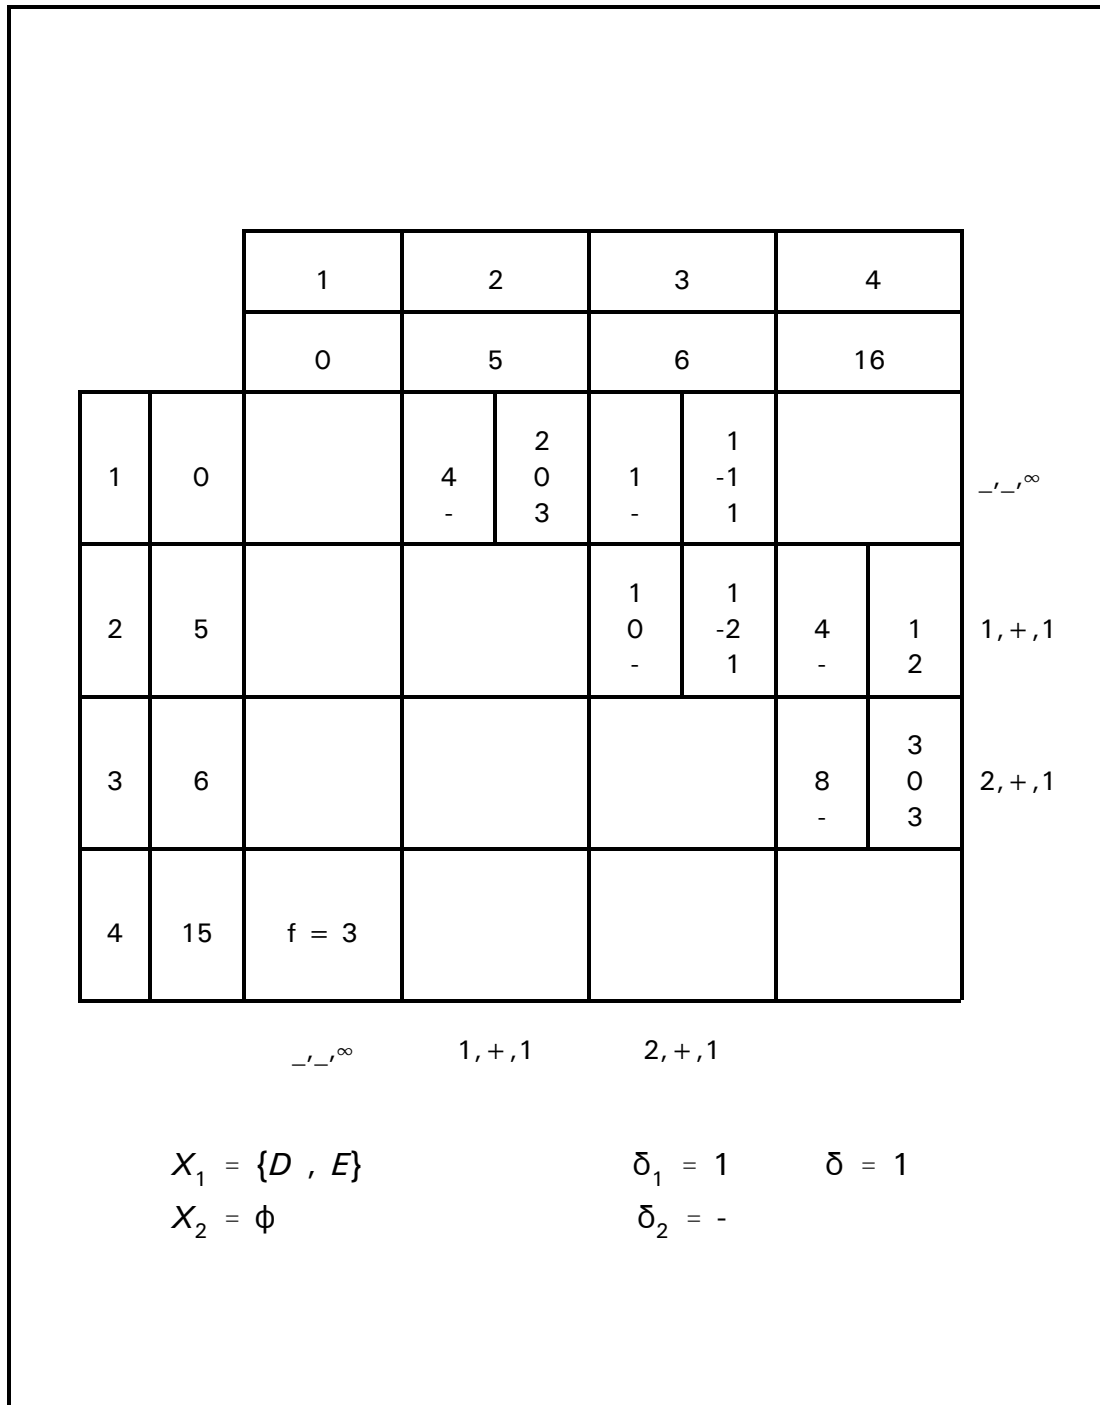 1 2 3 4
0 5 6 16
2 1
1 0 4 0 1 -1 _,_,∞
- 3 - 1
1 1
2 5 0 -2 4 1 1,+,1
- 1 - 2
3
3 6 8 0 2,+,1
- 3
4 15 f = 3
_,_,∞ 1,+,1 2,+,1
X₁ = {D , E} δ₁ = 1 δ = 1
X₂ = ϕ δ₂ = -